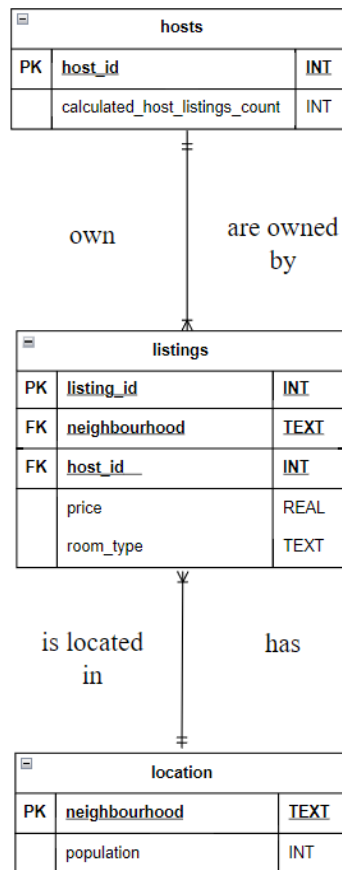 hosts
PK host_id INT
calculated_host_listings_count INT
own
are owned
by
listings
PK listing_id INT
FK neighbourhood TEXT
FK host_id INT
price REAL
room_type TEXT
is located
in
has
location
PK neighbourhood TEXT
population INT